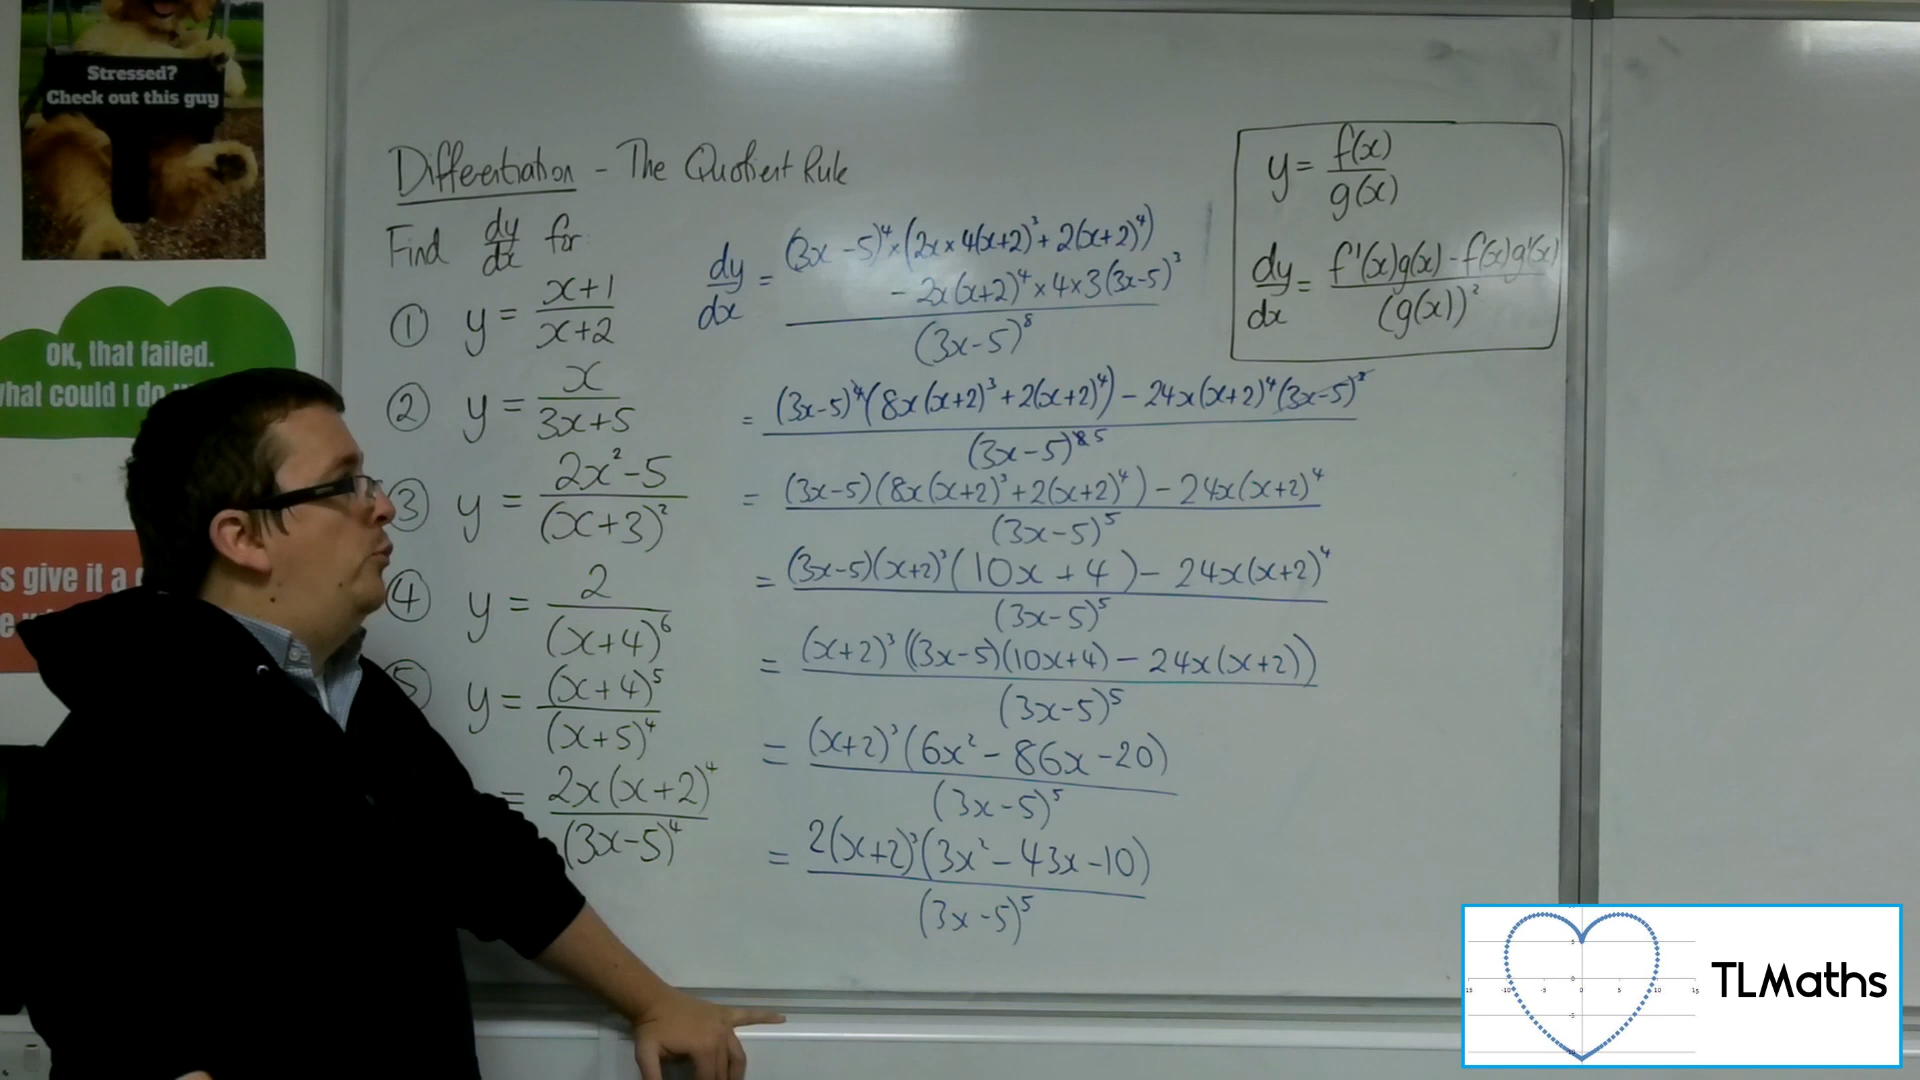 Stressed?
Check out this guy
OK, that failed.
What could I do
s give it a
Differentiation - The Quotient Rule
Find dy/dx for
① y = (x+1)/(x+2)
② y = x/(3x+5)
③ y = (2x²-5)/(x+3)²
④ y = 2/(x+4)⁶
⑤ y = (x+4)⁵/(x+5)⁴
= 2x(x+2)⁴/(3x-5)⁴
dy/dx = ((3x-5)⁴×(2x×4(x+2)³+2(x+2)⁴)
- 2x(x+2)⁴×4×3(3x-5)³)/(3x-5)⁸
= ((3x-5)⁴(8x(x+2)³+2(x+2)⁴) - 24x(x+2)⁴(3x-5)³)/(3x-5)⁸ ⁵
= ((3x-5)(8x(x+2)³+2(x+2)⁴) - 24x(x+2)⁴)/(3x-5)⁵
= ((3x-5)(x+2)³(10x+4) - 24x(x+2)⁴)/(3x-5)⁵
= (x+2)³((3x-5)(10x+4) - 24x(x+2))/(3x-5)⁵
= (x+2)³(6x²-86x-20)/(3x-5)⁵
= 2(x+2)³(3x²-43x-10)/(3x-5)⁵
y = f(x)/g(x)
dy/dx = (f'(x)g(x) - f(x)g'(x))/(g(x))²
TLMaths